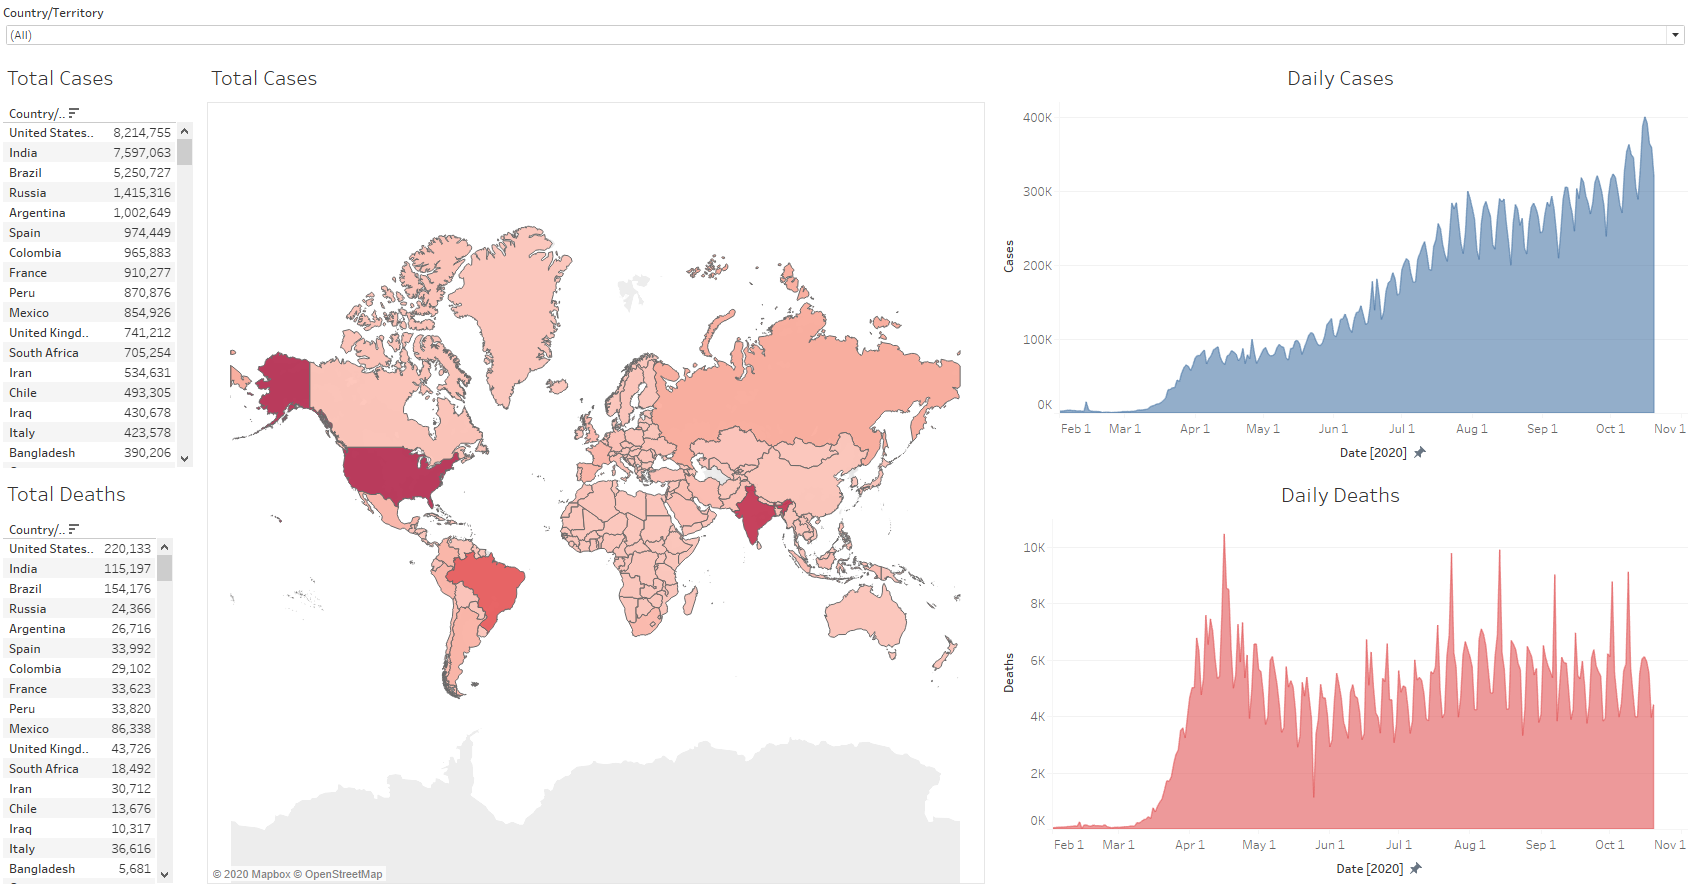 Country/Territory
(All)
Total Cases
Country/..
United States.. 8,214,755
India 7,597,063
Brazil 5,250,727
Russia 1,415,316
Argentina 1,002,649
Spain 974,449
Colombia 965,883
France 910,277
Peru 870,876
Mexico 854,926
United Kingd.. 741,212
South Africa 705,254
Iran 534,631
Chile 493,305
Iraq 430,678
Italy 423,578
Bangladesh 390,206
Total Deaths
Country/..
United States.. 220,133
India 115,197
Brazil 154,176
Russia 24,366
Argentina 26,716
Spain 33,992
Colombia 29,102
France 33,623
Peru 33,820
Mexico 86,338
United Kingd.. 43,726
South Africa 18,492
Iran 30,712
Chile 13,676
Iraq 10,317
Italy 36,616
Bangladesh 5,681
Total Cases
© 2020 Mapbox © OpenStreetMap
Daily Cases
400K
300K
200K
100K
0K
Cases
Feb 1 Mar 1 Apr 1 May 1 Jun 1 Jul 1 Aug 1 Sep 1 Oct 1 Nov 1
Date [2020]
Daily Deaths
10K
8K
6K
4K
2K
0K
Deaths
Feb 1 Mar 1 Apr 1 May 1 Jun 1 Jul 1 Aug 1 Sep 1 Oct 1 Nov 1
Date [2020]